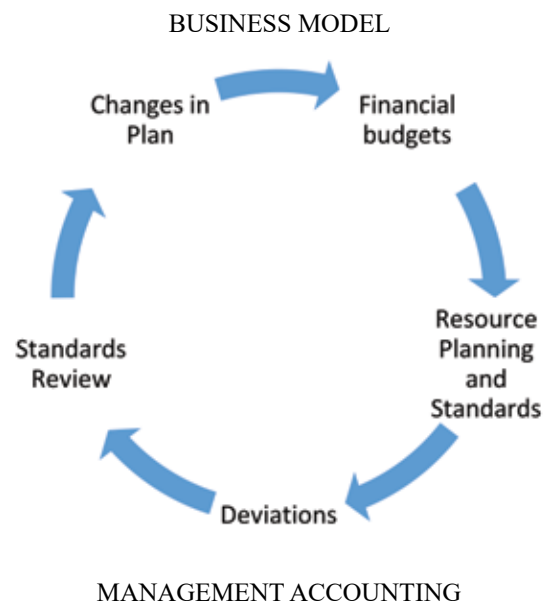 BUSINESS MODEL
Changes in
Plan
Financial
budgets
Resource
Planning
and
Standards
Standards
Review
Deviations
MANAGEMENT ACCOUNTING